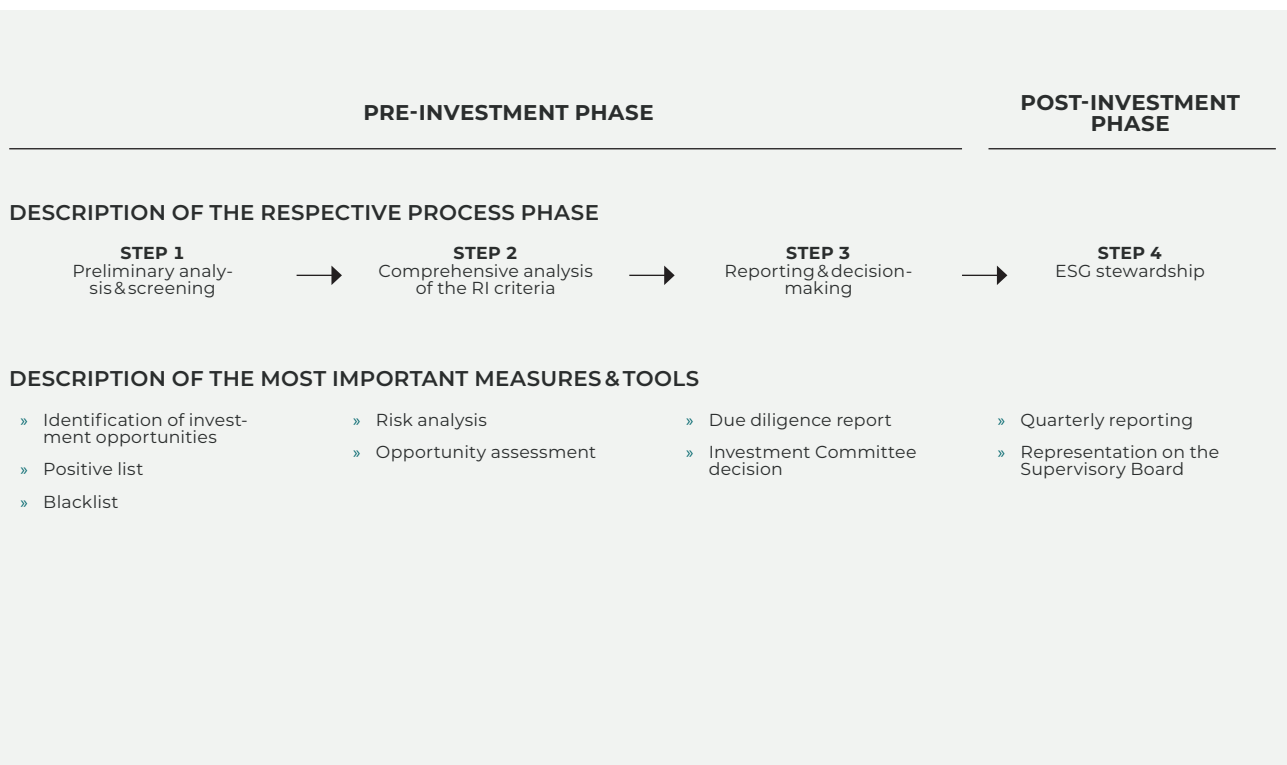 PRE-INVESTMENT PHASE
POST-INVESTMENT
PHASE
DESCRIPTION OF THE RESPECTIVE PROCESS PHASE
STEP 1
Preliminary analy-
sis & screening
STEP 2
Comprehensive analysis
of the RI criteria
STEP 3
Reporting & decision-
making
STEP 4
ESG stewardship
DESCRIPTION OF THE MOST IMPORTANT MEASURES & TOOLS
» Identification of invest-
ment opportunities
» Positive list
» Blacklist
» Risk analysis
» Opportunity assessment
» Due diligence report
» Investment Committee
decision
» Quarterly reporting
» Representation on the
Supervisory Board